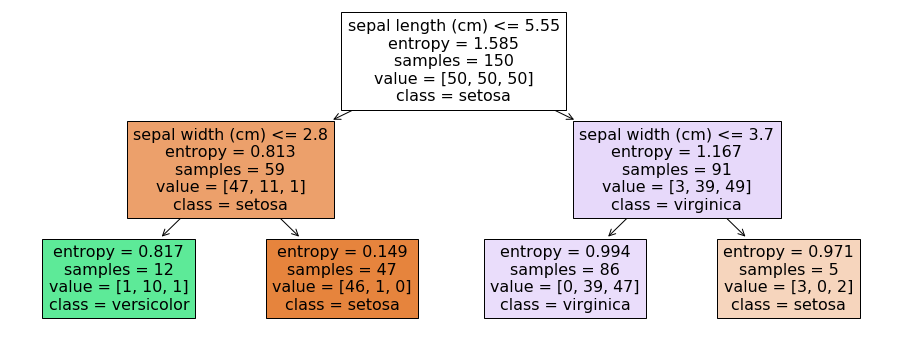 sepal length (cm) <= 5.55
entropy = 1.585
samples = 150
value = [50, 50, 50]
class = setosa
sepal width (cm) <= 2.8
entropy = 0.813
samples = 59
value = [47, 11, 1]
class = setosa
sepal width (cm) <= 3.7
entropy = 1.167
samples = 91
value = [3, 39, 49]
class = virginica
entropy = 0.817
samples = 12
value = [1, 10, 1]
class = versicolor
entropy = 0.149
samples = 47
value = [46, 1, 0]
class = setosa
entropy = 0.994
samples = 86
value = [0, 39, 47]
class = virginica
entropy = 0.971
samples = 5
value = [3, 0, 2]
class = setosa